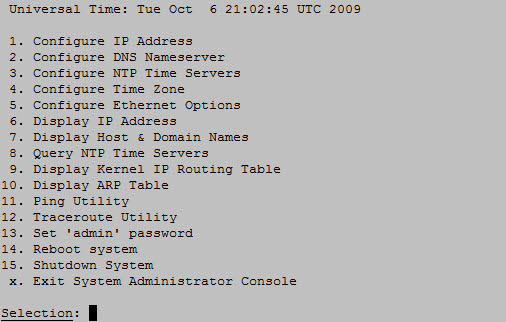 Universal Time: Tue Oct  6 21:02:45 UTC 2009
1. Configure IP Address
2. Configure DNS Nameserver
3. Configure NTP Time Servers
4. Configure Time Zone
5. Configure Ethernet Options
6. Display IP Address
7. Display Host & Domain Names
8. Query NTP Time Servers
9. Display Kernel IP Routing Table
10. Display ARP Table
11. Ping Utility
12. Traceroute Utility
13. Set 'admin' password
14. Reboot system
15. Shutdown System
x. Exit System Administrator Console
Selection: